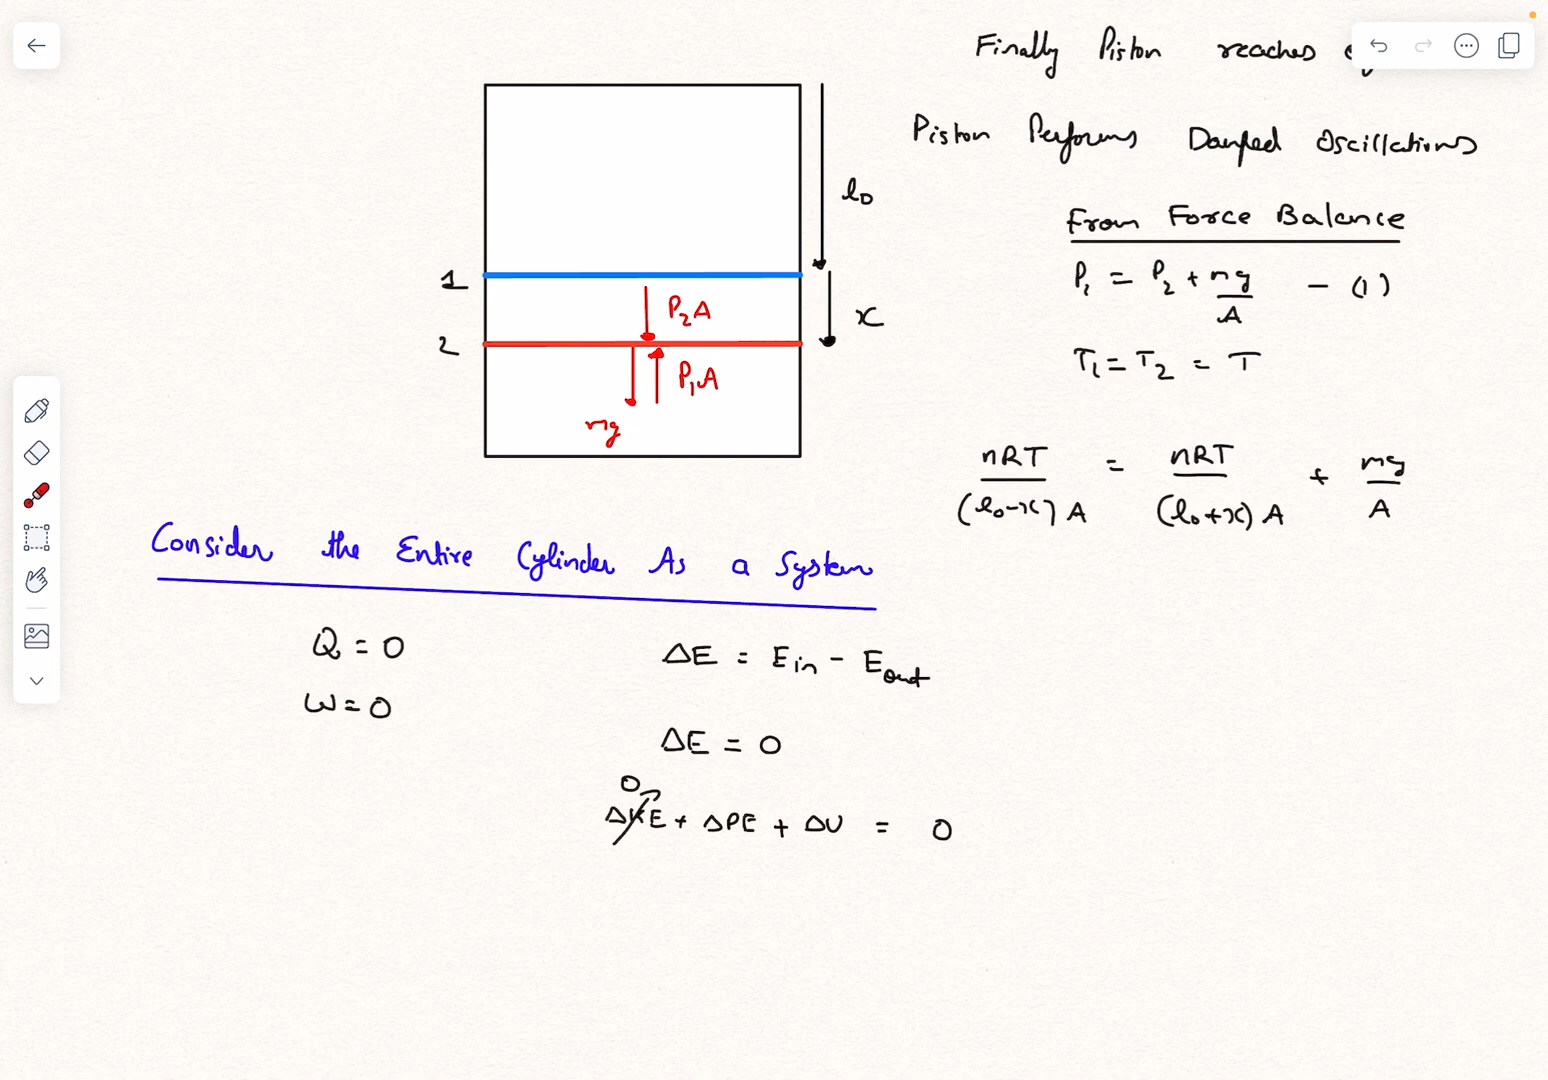 Finally Piston reaches
Piston Performs Damped Oscillations
l₀
From Force Balance
1
P₁ = P₂ + mg/A - (1)
P₂A
x
2
T₁ = T₂ = T
P₁A
mg
nRT/(l₀-x)A = nRT/(l₀+x)A + mg/A
Consider the Entire Cylinder As a System
Q = 0
ΔE = Ein - Eout
W = 0
ΔE = 0
0
ΔKE + ΔPE + ΔU = 0